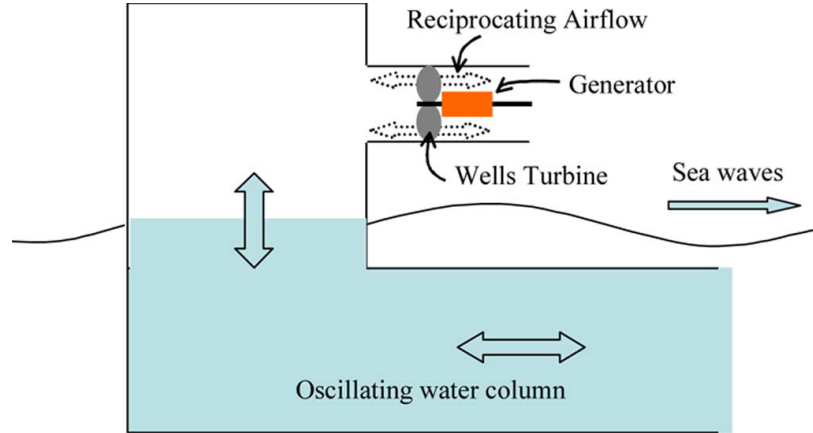 Reciprocating Airflow
Generator
Wells Turbine
Sea waves
Oscillating water column